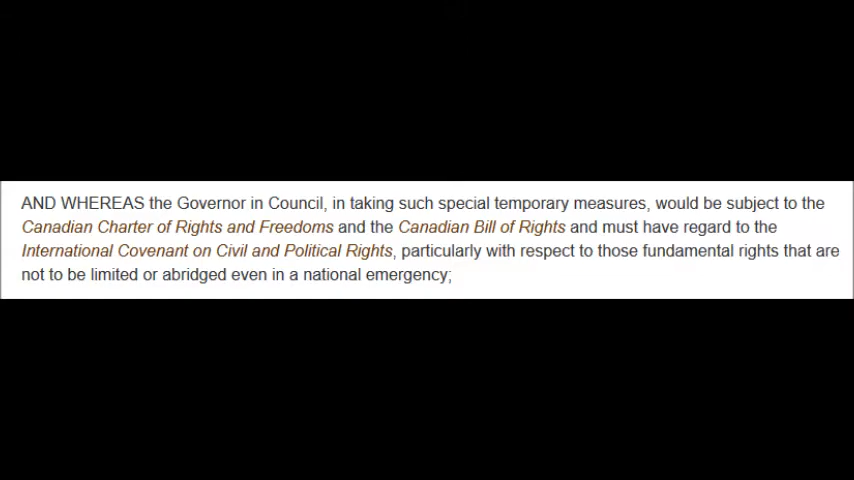 AND WHEREAS the Governor in Council, in taking such special temporary measures, would be subject to the
Canadian Charter of Rights and Freedoms and the Canadian Bill of Rights and must have regard to the
International Covenant on Civil and Political Rights, particularly with respect to those fundamental rights that are
not to be limited or abridged even in a national emergency;